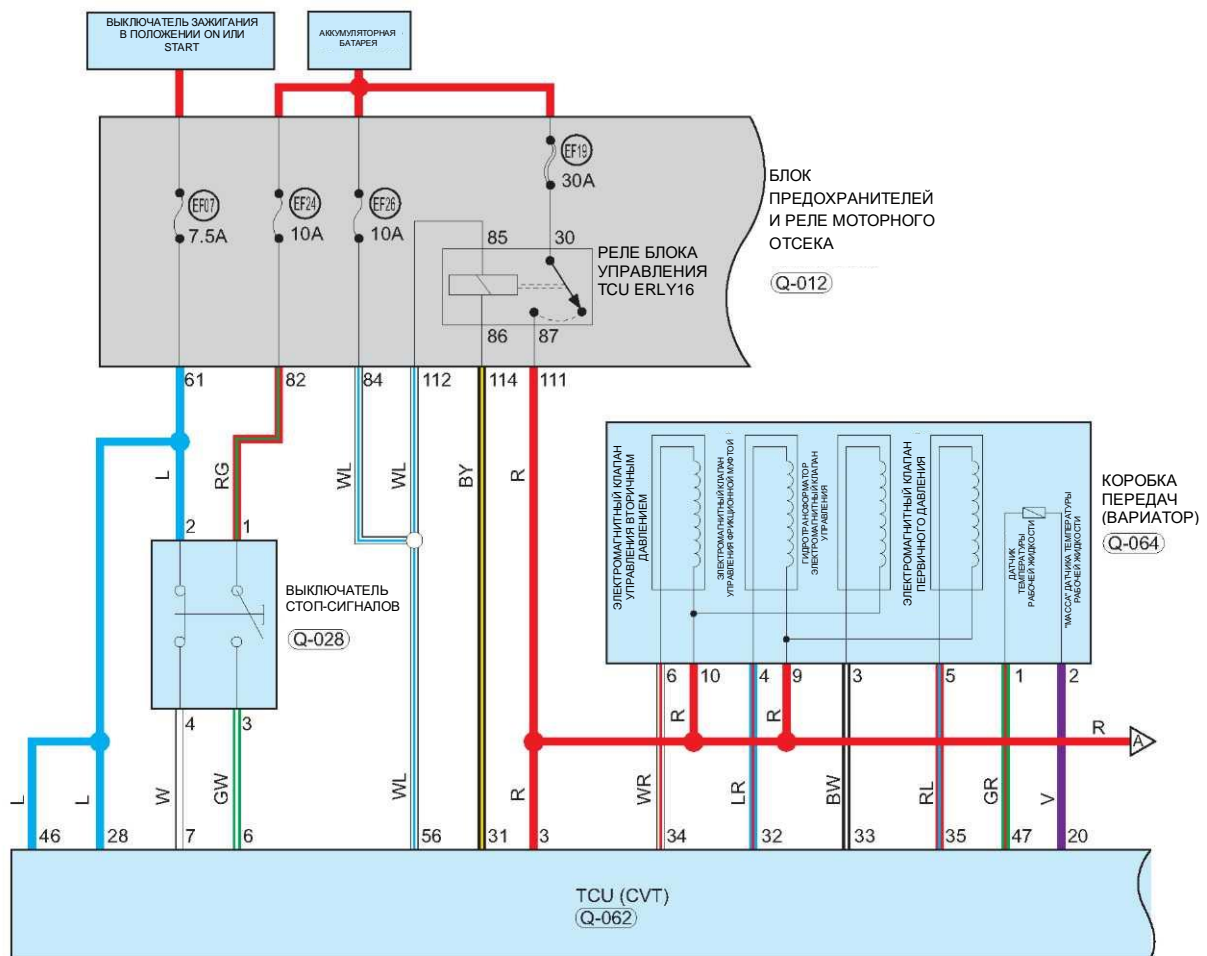 ВЫКЛЮЧАТЕЛЬ ЗАЖИГАНИЯ
В ПОЛОЖЕНИИ ON ИЛИ
START
АККУМУЛЯТОРНАЯ
БАТАРЕЯ
EF07
7.5A
EF24
10A
EF26
10A
EF19
30A
85
30
86
87
РЕЛЕ БЛОКА
УПРАВЛЕНИЯ
TCU ERLY16
БЛОК
ПРЕДОХРАНИТЕЛЕЙ
И РЕЛЕ МОТОРНОГО
ОТСЕКА
Q-012
61
82
84
112
114
111
L
RG
WL
WL
BY
R
2
1
ВЫКЛЮЧАТЕЛЬ
СТОП-СИГНАЛОВ
Q-028
4
3
ЭЛЕКТРОМАГНИТНЫЙ КЛАПАН
УПРАВЛЕНИЯ ВТОРИЧНЫМ
ДАВЛЕНИЕМ
ЭЛЕКТРОМАГНИТНЫЙ КЛАПАН
УПРАВЛЕНИЯ ФРИКЦИОННОЙ МУФТОЙ
ГИДРОТРАНСФОРМАТОР
ЭЛЕКТРОМАГНИТНЫЙ КЛАПАН
УПРАВЛЕНИЯ
ЭЛЕКТРОМАГНИТНЫЙ КЛАПАН
ПЕРВИЧНОГО ДАВЛЕНИЯ
ДАТЧИК
ТЕМПЕРАТУРЫ
РАБОЧЕЙ ЖИДКОСТИ
"МАССА" ДАТЧИКА ТЕМПЕРАТУРЫ
РАБОЧЕЙ ЖИДКОСТИ
КОРОБКА
ПЕРЕДАЧ
(ВАРИАТОР)
Q-064
6
10
4
9
3
5
1
2
R
R
R
A
L
L
W
GW
WL
R
WR
LR
BW
RL
GR
V
46
28
7
6
56
31
3
34
32
33
35
47
20
TCU (CVT)
Q-062